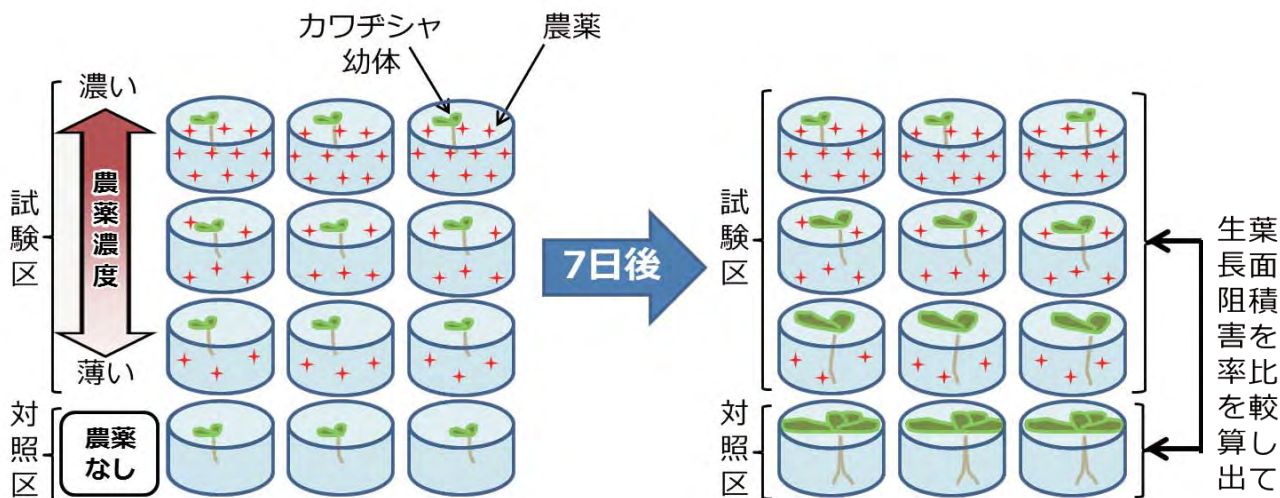 カワヂシャ
幼体
農薬
濃い
農薬濃度
薄い
試験区
対照区
農薬
なし
7日後
試験区
対照区
葉面積を比較して
生長阻害率を算出